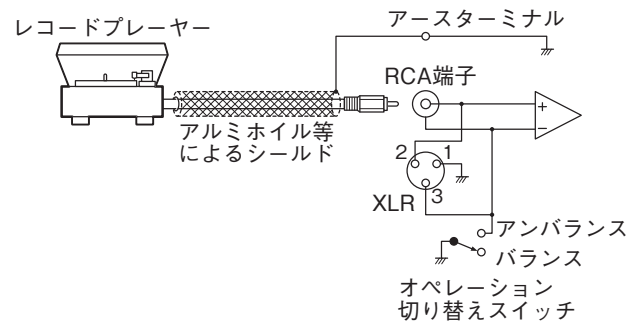 レコードプレーヤー
アースターミナル
RCA端子
+
−
アルミホイル等
によるシールド
2
1
3
XLR
アンバランス
バランス
オペレーション
切り替えスイッチ